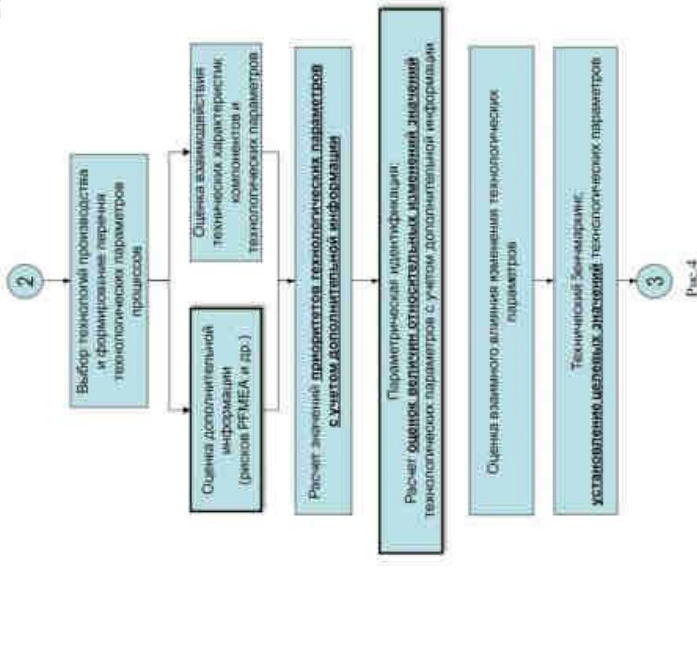 2
Выбор технологий производства
и формирование перечня
технологических параметров
процессов
Оценка дополнительной
информации
(рисков PFMEA и др.)
Оценка взаимодействия
технических характеристик
компонентов и
технологических параметров
Расчет значений приоритетов технологических параметров
с учетом дополнительной информации
Параметрическая идентификация:
Расчет оценок величин относительных изменений значений
технологических параметров с учетом дополнительной информации
Оценка взаимного влияния изменения технологических
параметров
Технический бенчмаркинг,
установление целевых значений технологических параметров
3
Рис.4